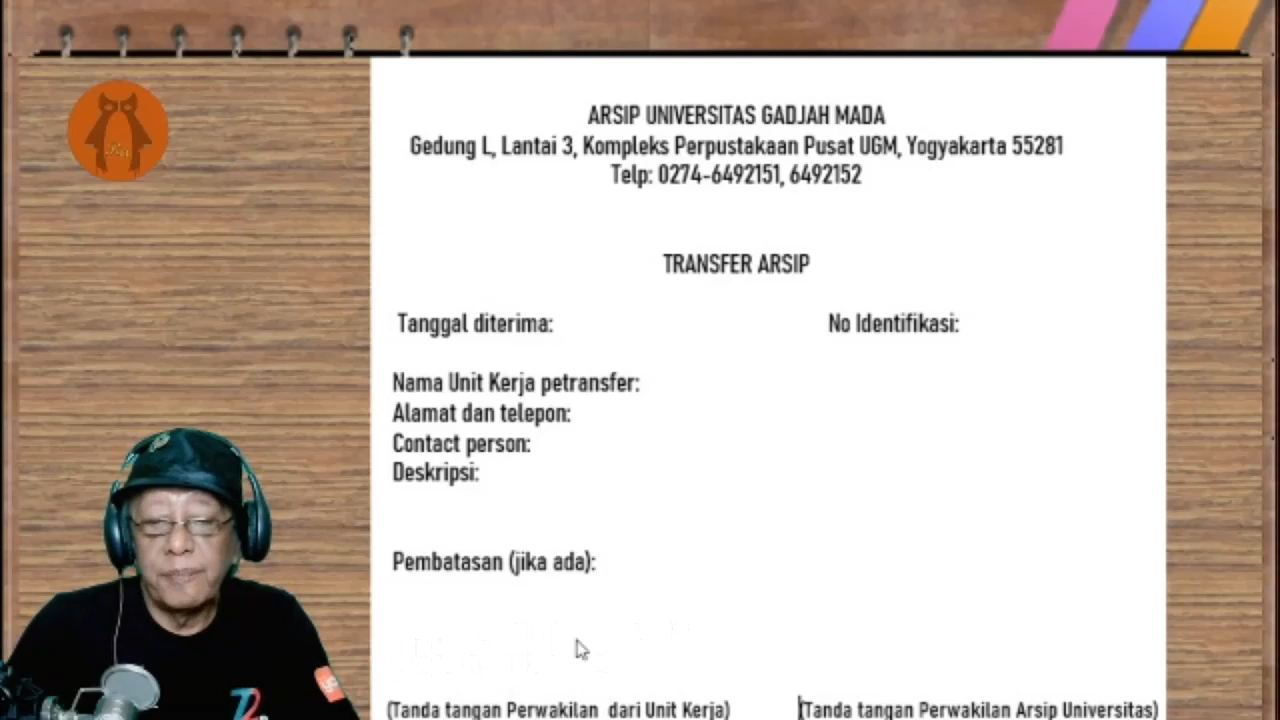 ARSIP UNIVERSITAS GADJAH MADA
Gedung L, Lantai 3, Kompleks Perpustakaan Pusat UGM, Yogyakarta 55281
Telp: 0274-6492151, 6492152
TRANSFER ARSIP
Tanggal diterima: No Identifikasi:
Nama Unit Kerja petransfer:
Alamat dan telepon:
Contact person:
Deskripsi:
Pembatasan (jika ada):
(Tanda tangan Perwakilan dari Unit Kerja) (Tanda tangan Perwakilan Arsip Universitas)